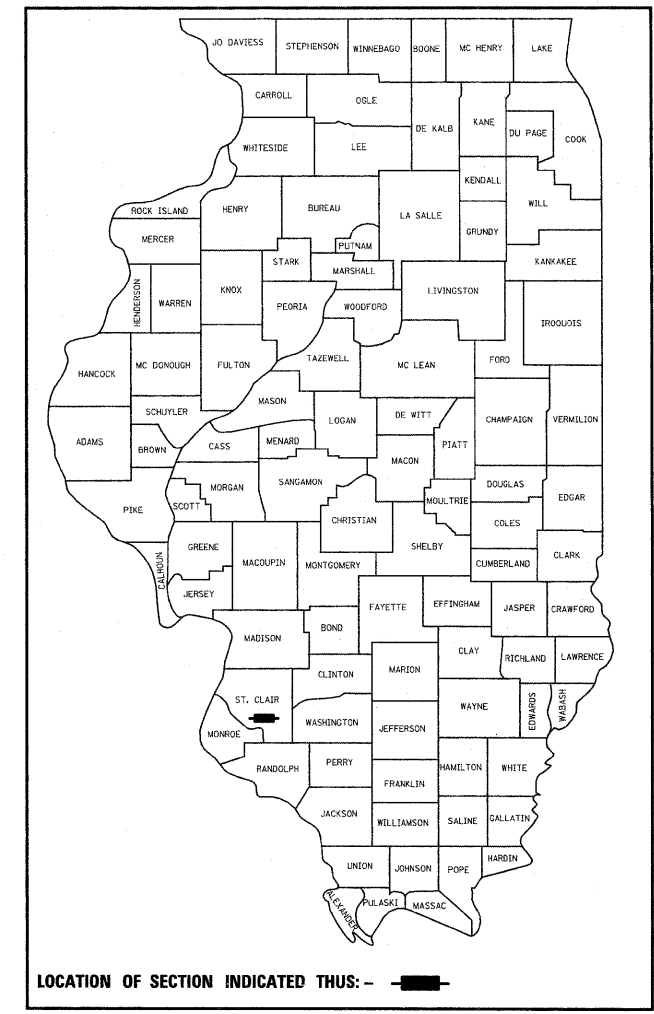 JO DAVIESS STEPHENSON WINNEBAGO BOONE MC HENRY LAKE
CARROLL OGLE
DE KALB KANE DU PAGE COOK
WHITESIDE LEE
KENDALL
ROCK ISLAND HENRY BUREAU LA SALLE WILL
MERCER PUTNAM GRUNDY
STARK MARSHALL KANKAKEE
HENDERSON WARREN KNOX PEORIA WOODFORD LIVINGSTON IROQUOIS
HANCOCK MC DONOUGH FULTON TAZEWELL MC LEAN FORD
MASON
SCHUYLER LOGAN DE WITT CHAMPAIGN VERMILION
ADAMS BROWN CASS MENARD MACON PIATT
MORGAN SANGAMON DOUGLAS EDGAR
PIKE SCOTT CHRISTIAN MOULTRIE COLES
GREENE SHELBY
CALHOUN MACOUPIN MONTGOMERY CUMBERLAND CLARK
JERSEY FAYETTE EFFINGHAM JASPER CRAWFORD
MADISON BOND
CLAY RICHLAND LAWRENCE
CLINTON MARION
ST. CLAIR WAYNE EDWARDS WABASH
WASHINGTON JEFFERSON
MONROE
RANDOLPH PERRY HAMILTON WHITE
FRANKLIN
JACKSON WILLIAMSON SALINE GALLATIN
UNION JOHNSON POPE HARDIN
ALEXANDER PULASKI MASSAC
LOCATION OF SECTION INDICATED THUS: -